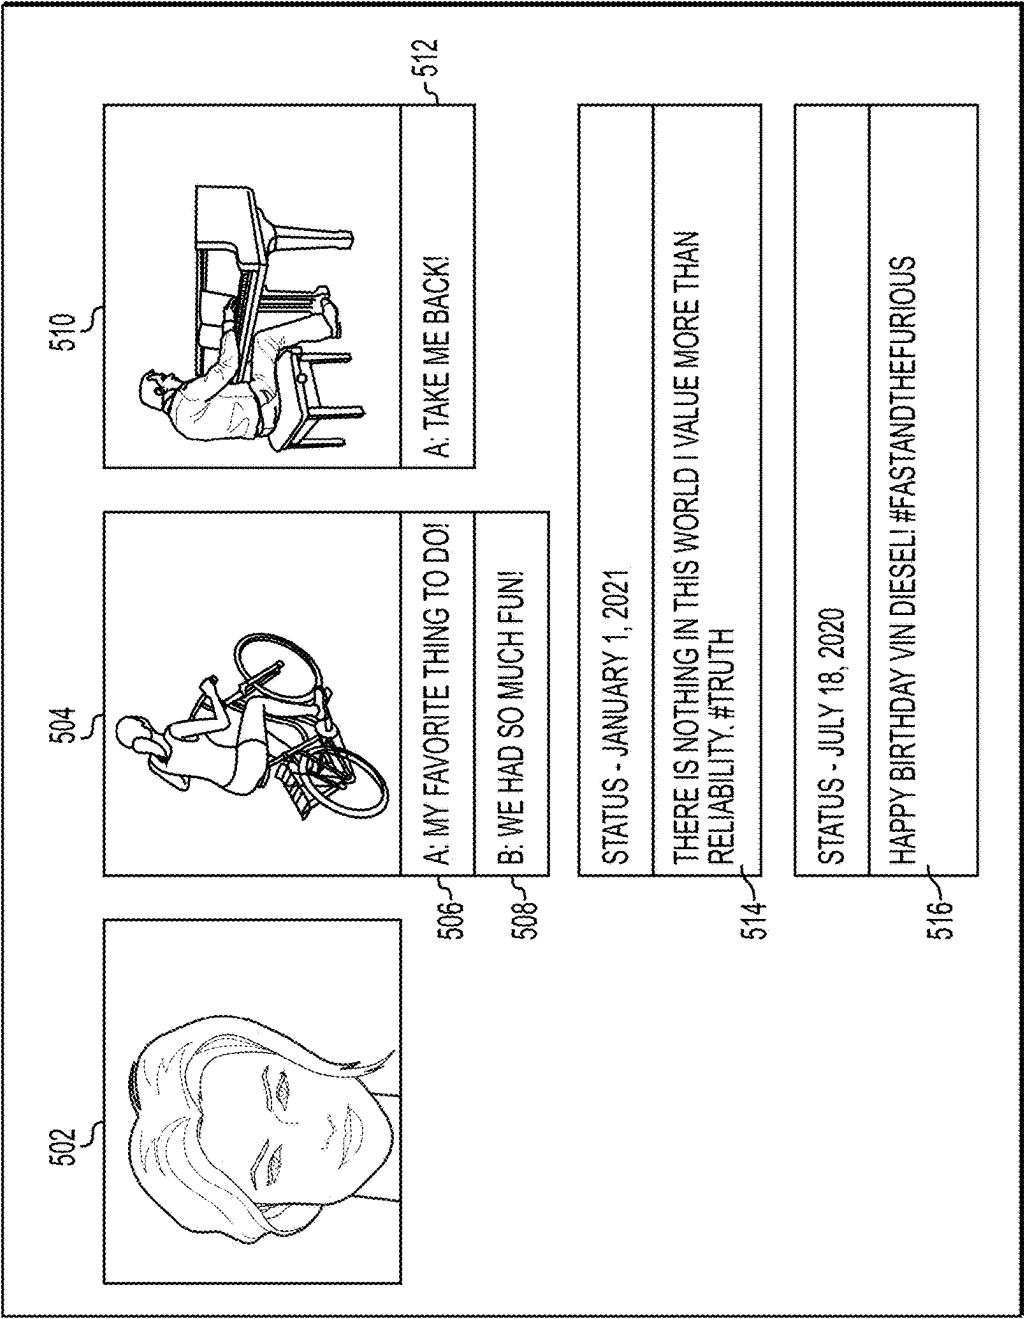 502
504
510
A: MY FAVORITE THING TO DO!
506
B: WE HAD SO MUCH FUN!
508
A: TAKE ME BACK!
512
STATUS - JANUARY 1, 2021
THERE IS NOTHING IN THIS WORLD I VALUE MORE THAN
RELIABILITY. #TRUTH
514
STATUS - JULY 18, 2020
HAPPY BIRTHDAY VIN DIESEL! #FASTANDTHEFURIOUS
516